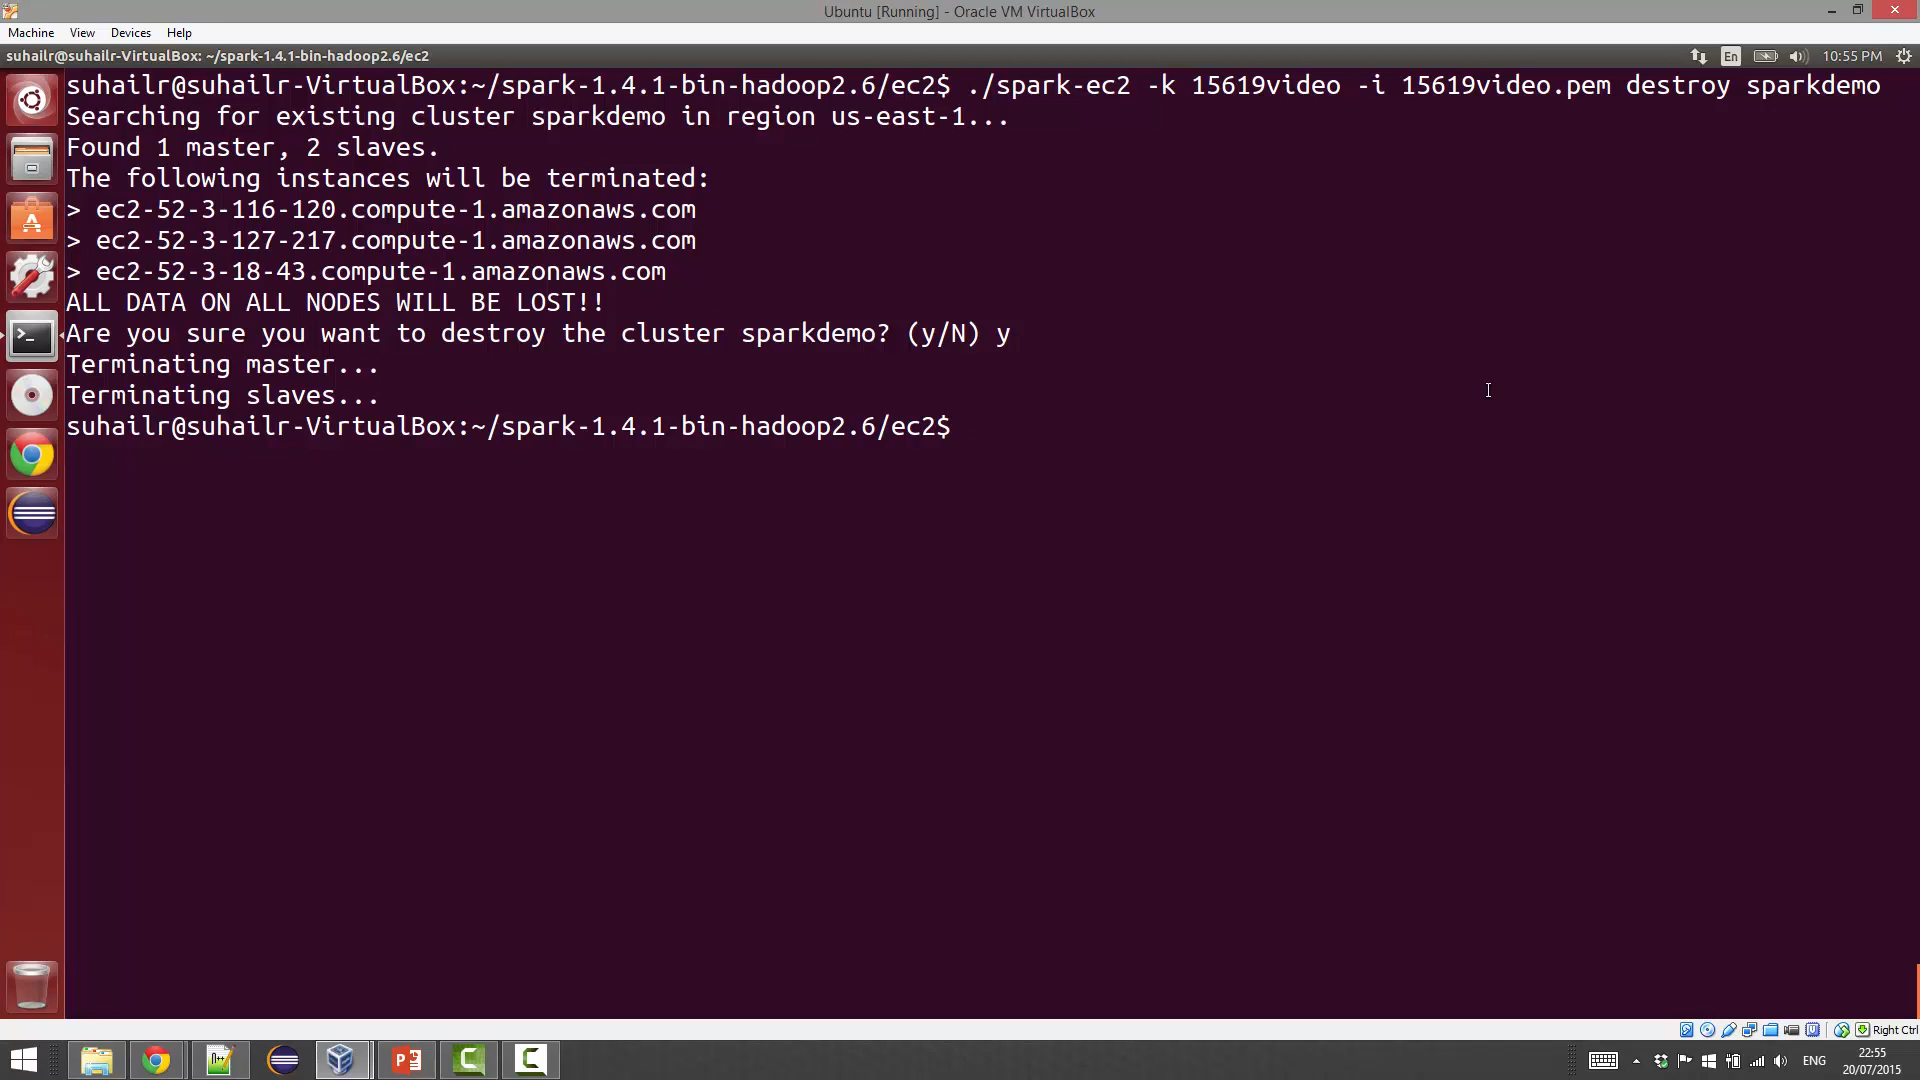 Ubuntu [Running] - Oracle VM VirtualBox
Machine View Devices Help
suhailr@suhailr-VirtualBox: ~/spark-1.4.1-bin-hadoop2.6/ec2
En 10:55 PM
suhailr@suhailr-VirtualBox:~/spark-1.4.1-bin-hadoop2.6/ec2$ ./spark-ec2 -k 15619video -i 15619video.pem destroy sparkdemo
Searching for existing cluster sparkdemo in region us-east-1...
Found 1 master, 2 slaves.
The following instances will be terminated:
> ec2-52-3-116-120.compute-1.amazonaws.com
> ec2-52-3-127-217.compute-1.amazonaws.com
> ec2-52-3-18-43.compute-1.amazonaws.com
ALL DATA ON ALL NODES WILL BE LOST!!
Are you sure you want to destroy the cluster sparkdemo? (y/N) y
Terminating master...
Terminating slaves...
suhailr@suhailr-VirtualBox:~/spark-1.4.1-bin-hadoop2.6/ec2$
Right Ctrl
ENG
22:55
20/07/2015